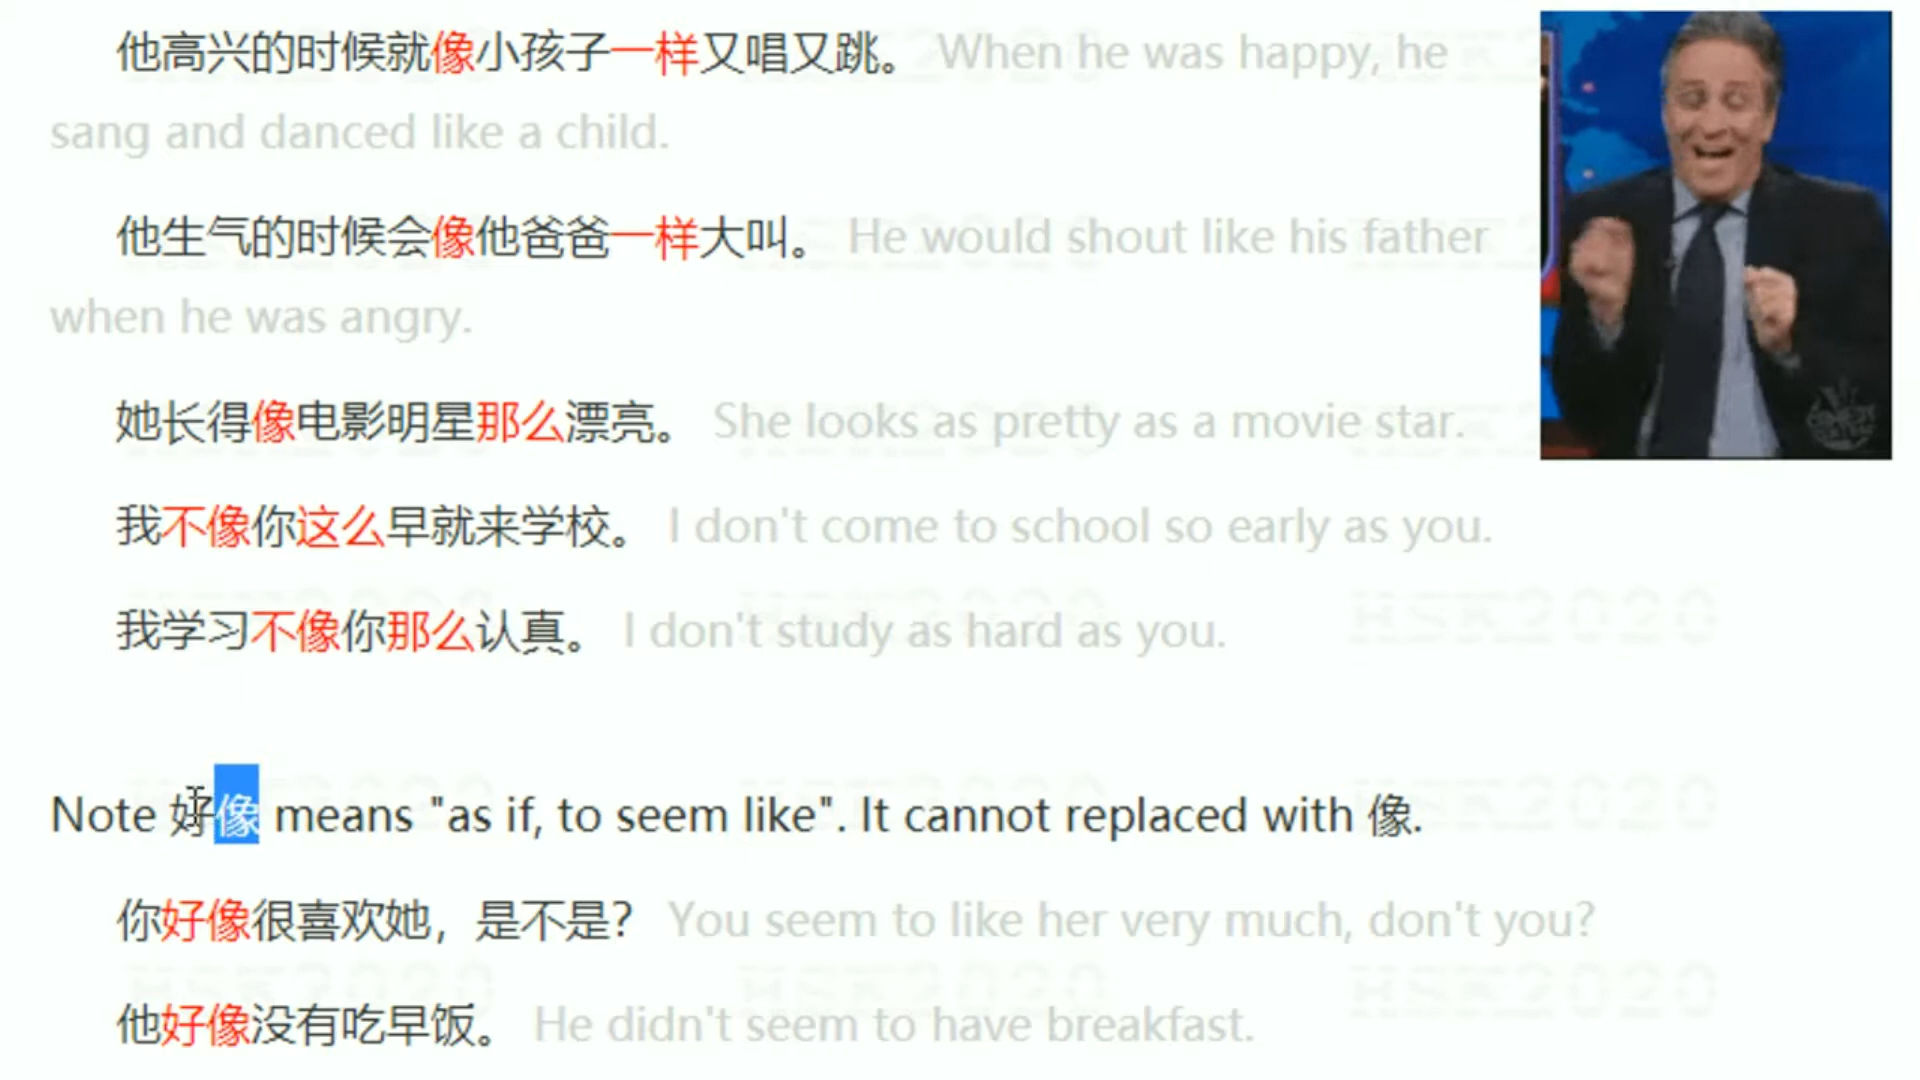 他高兴的时候就像小孩子一样又唱又跳。 When he was happy, he
sang and danced like a child.
他生气的时候会像他爸爸一样大叫。 He would shout like his father
when he was angry.
她长得像电影明星那么漂亮。 She looks as pretty as a movie star.
我不像你这么早就来学校。 I don't come to school so early as you.
我学习不像你那么认真。 I don't study as hard as you.
HSK2020 HSK2020 HSK2020
Note 好像 means "as if, to seem like". It cannot replaced with 像.
你好像很喜欢她，是不是？ You seem to like her very much, don't you?
HSK2020 HSK2020 HSK2020
他好像没有吃早饭。 He didn't seem to have breakfast.